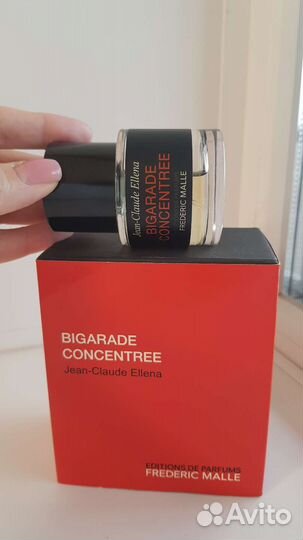 Jean-Claude Ellena
BIGARADE
CONCENTREE
FREDERIC MALLE
BIGARADE
CONCENTREE
Jean-Claude Ellena
EDITIONS DE PARFUMS
FREDERIC MALLE
Avito